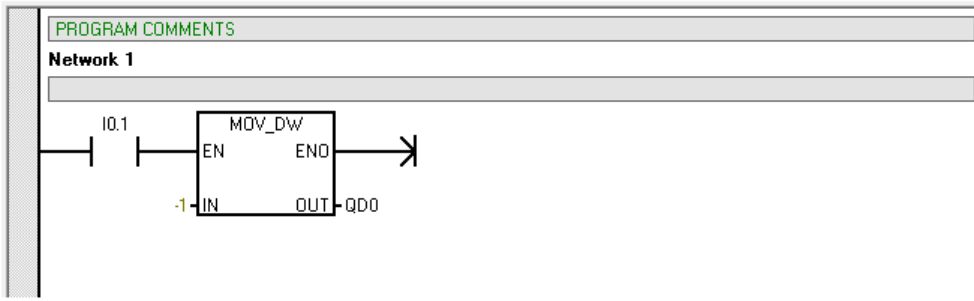 PROGRAM COMMENTS
Network 1
I0.1
MOV_DW
EN ENO
-1 IN OUT QD0